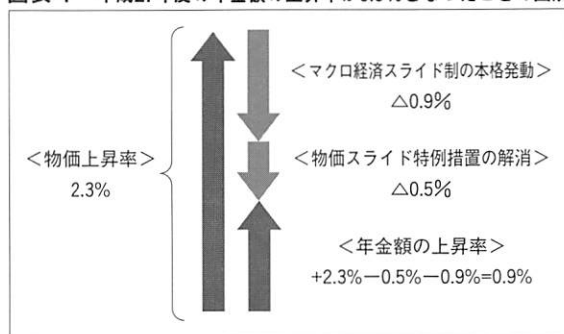 ＜マクロ経済スライド制の本格発動＞
△0.9%
＜物価上昇率＞
2.3%
＜物価スライド特例措置の解消＞
△0.5%
＜年金額の上昇率＞
+2.3%−0.5%−0.9%=0.9%